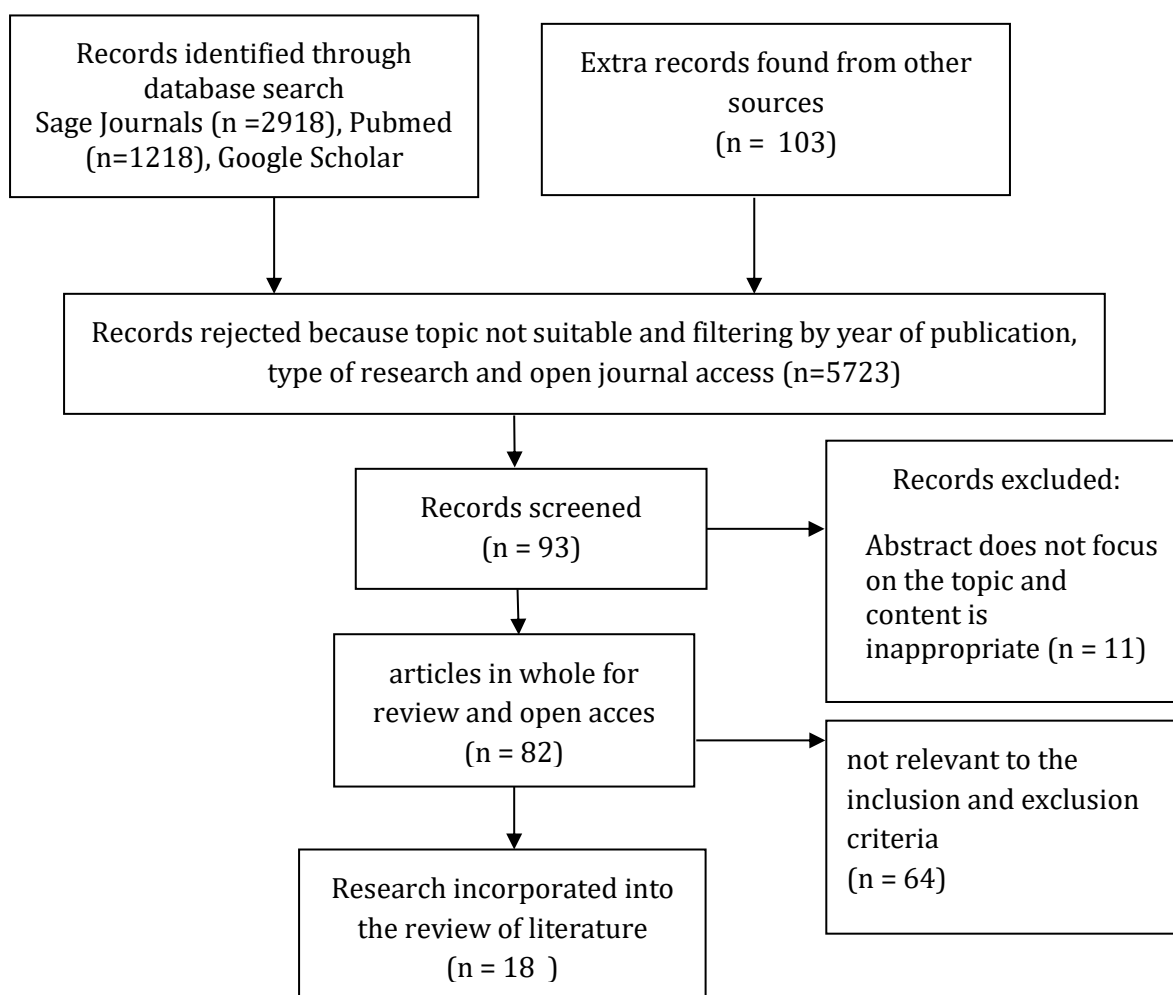 Records identified through
database search
Sage Journals (n =2918), Pubmed
(n=1218), Google Scholar
Extra records found from other
sources
(n =  103)
Records rejected because topic not suitable and filtering by year of publication,
type of research and open journal access (n=5723)
Records screened
(n = 93)
Records excluded:
Abstract does not focus
on the topic and
content is
inappropriate (n = 11)
articles in whole for
review and open acces
(n = 82)
not relevant to the
inclusion and exclusion
criteria
(n = 64)
Research incorporated into
the review of literature
(n = 18  )